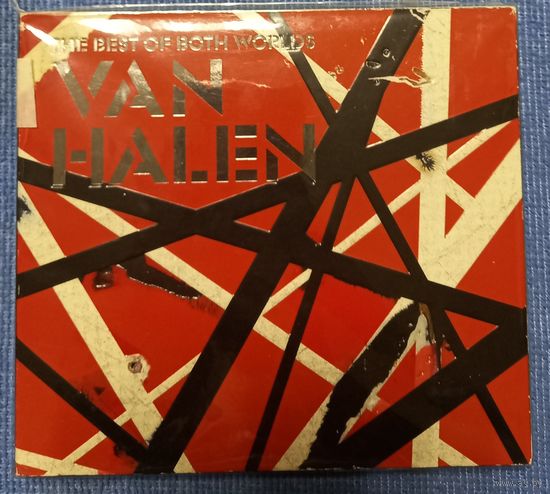 THE BEST OF BOTH WORLDS
VAN
HALEN